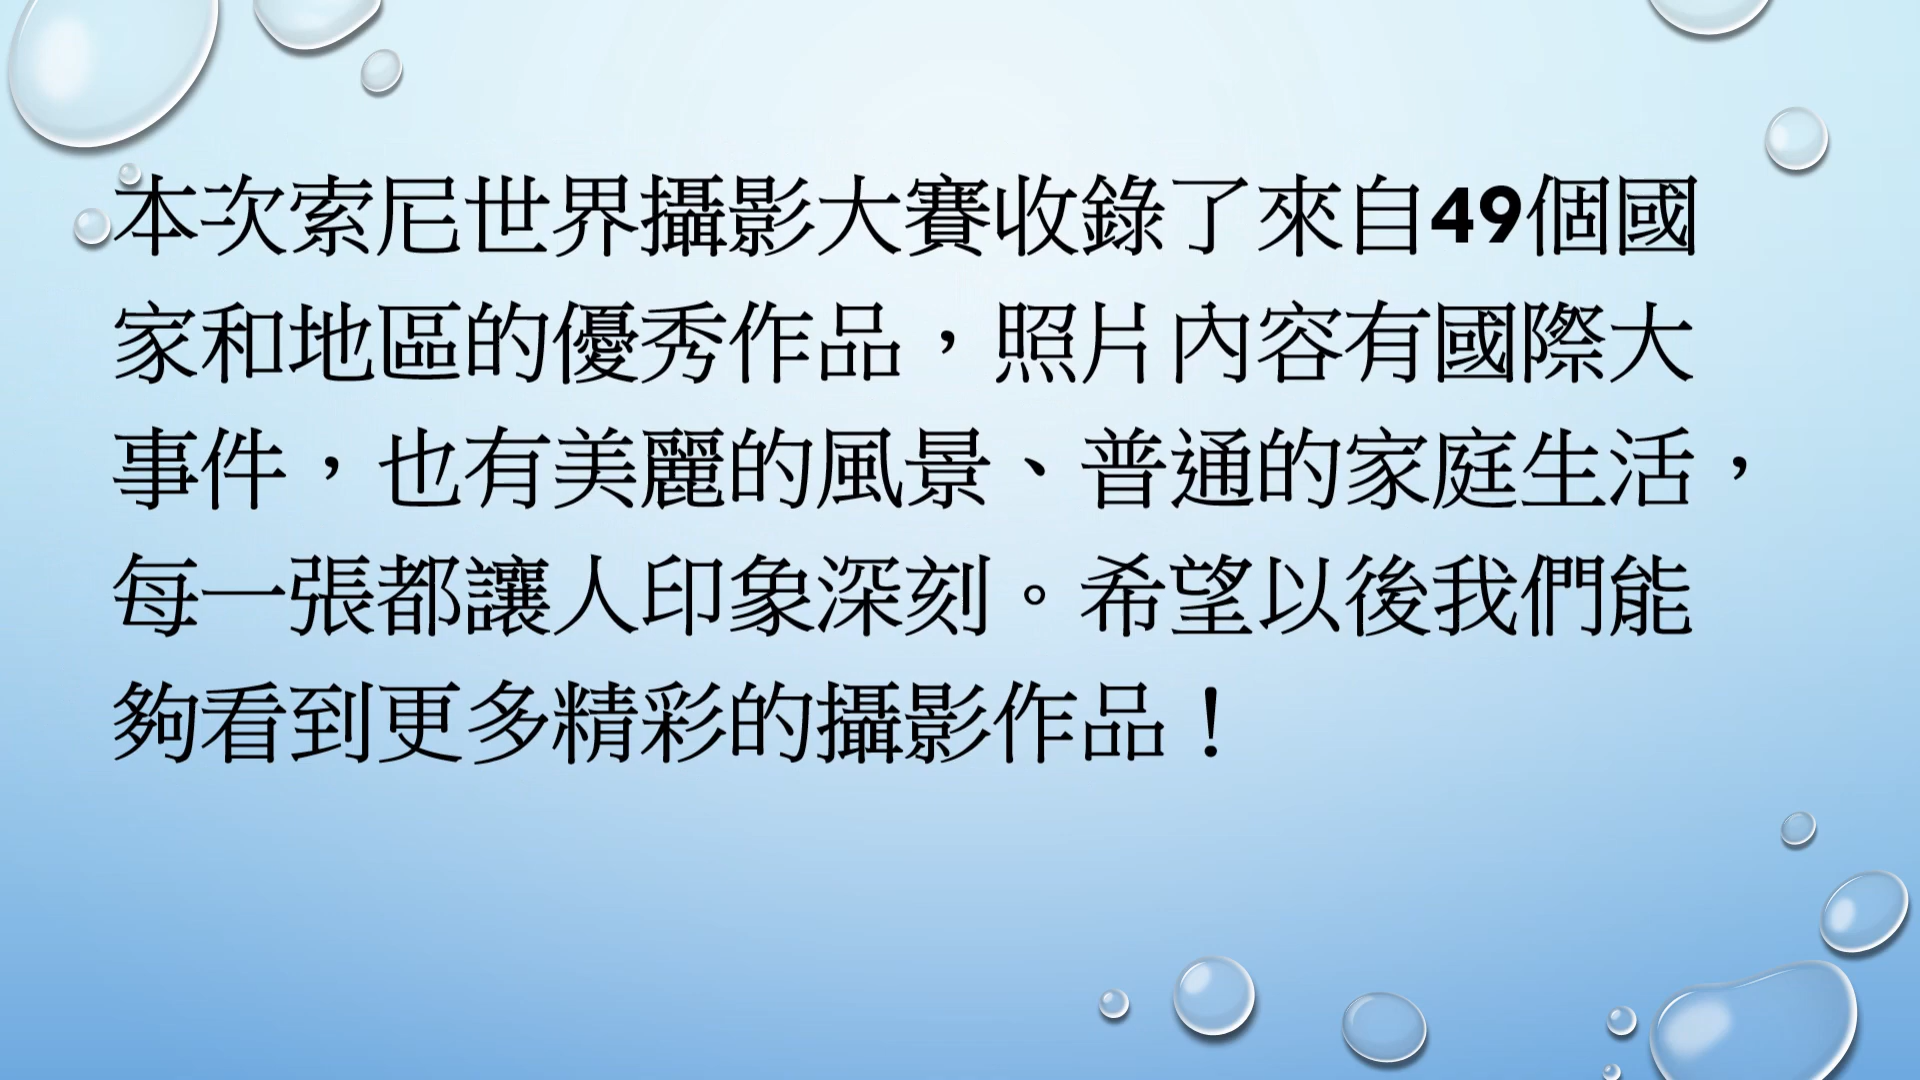 本次索尼世界攝影大賽收錄了來自49個國
家和地區的優秀作品，照片內容有國際大
事件，也有美麗的風景、普通的家庭生活，
每一張都讓人印象深刻。希望以後我們能
夠看到更多精彩的攝影作品！